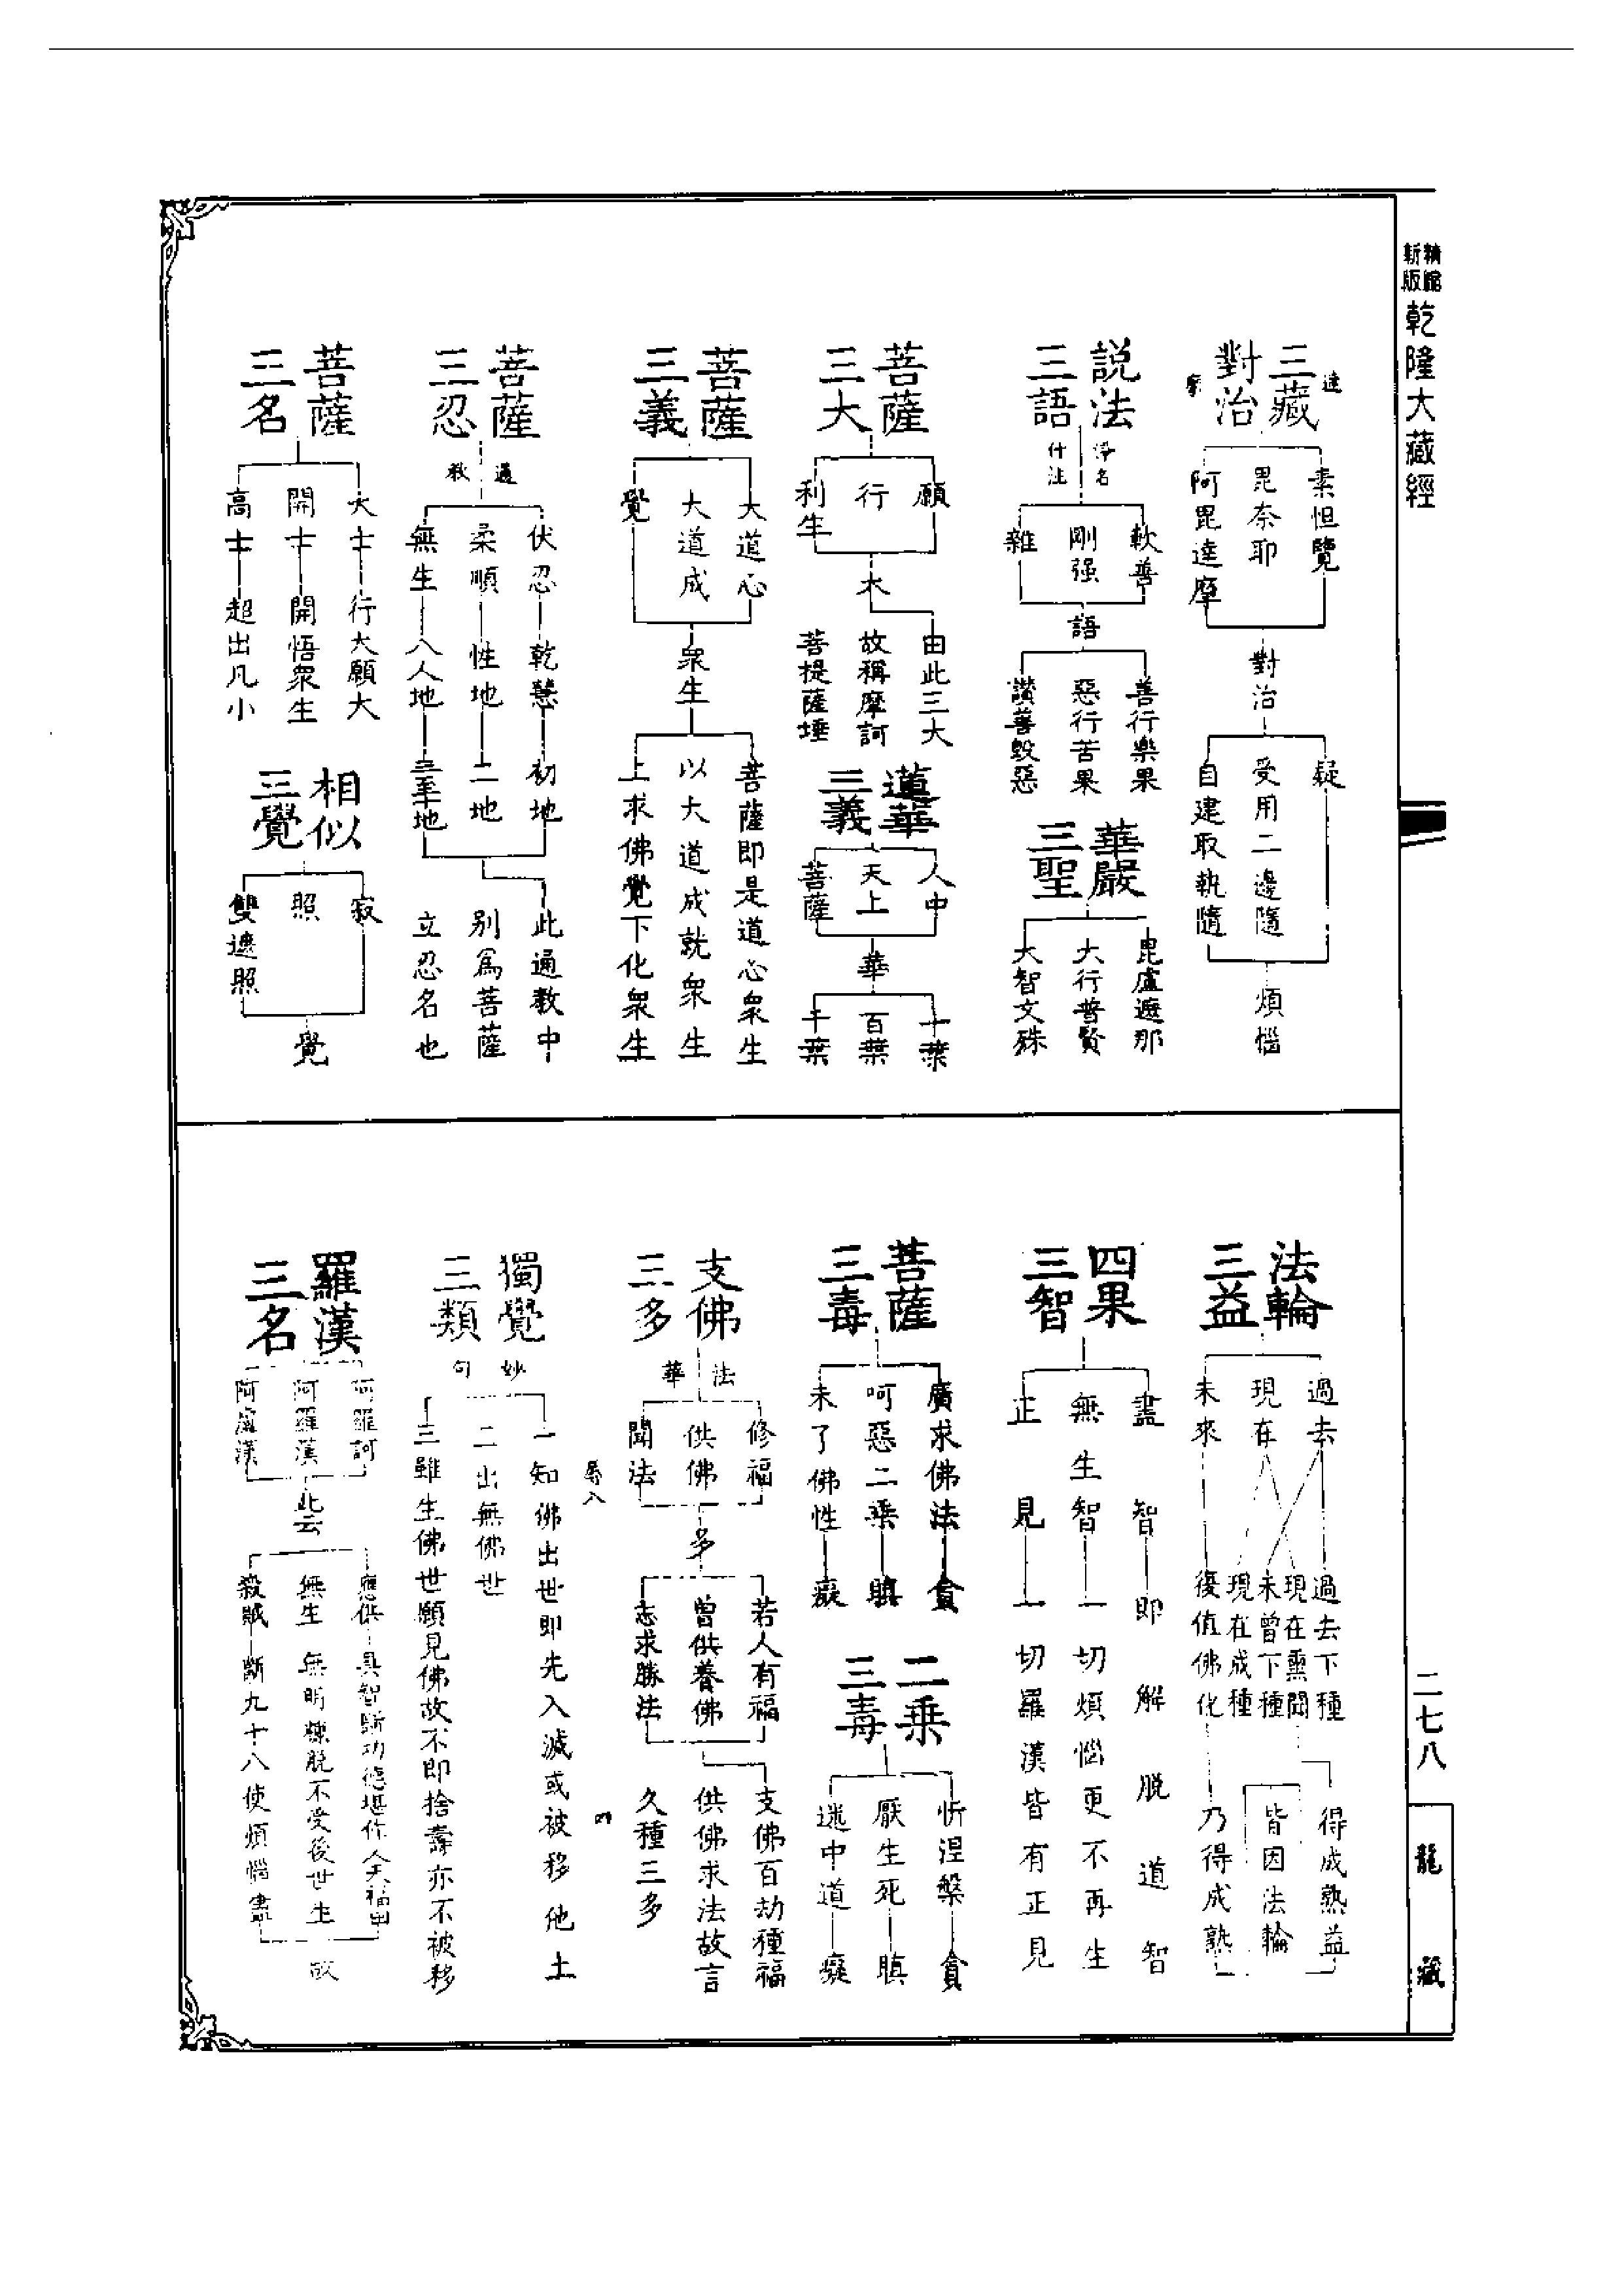 精縮
新版
乾隆大藏經
三藏
對治
素怛覽
毘奈耶
阿毘達摩
對治
疑
受用二邊隨
自建取執隨
煩惱
説法
三語
淨名
什注
軟善
剛强
雜
語
善行樂果
惡行苦果
讚善毀惡
華嚴
三聖
毘盧遮那
大行普賢
大智文殊
菩薩
三大
願
行
利生
大
由此三大
故稱摩訶
菩提薩埵
蓮華
三義
人中
天上
菩薩
華
十葉
百葉
千葉
菩薩
三義
大道心
大道成
覺
衆生
菩薩即是道心衆生
以大道成就衆生
上求佛覺下化衆生
菩薩
三忍
通
教
伏忍
乾慧
初地
柔順
性地
二地
無生
八人地
三至十地
此通教中
别爲菩薩
立忍名也
菩薩
三名
大士
行大願大
開士
開悟衆生
高士
超出凡小
相似
三覺
寂
照
雙遮照
覺
法輪
三益
過去
現在
未來
過去下種
現在熏聞
未曾下種
現在成種
後值佛化
得成熟益
皆因法輪
乃得成熟
四果
三智
盡智
即解脱道智
無生智
一切煩惱更不再生
正見
一切羅漢皆有正見
菩薩
三毒
廣求佛法
貪
呵惡二乘
瞋
未了佛性
癡
二乘
三毒
忻涅槃
貪
厭生死
瞋
迷中道
癡
支佛
三多
法
華
修福
供佛
聞法
多
若人有福
曾供養佛
志求勝法
支佛百劫種福
供佛求法故言
久種三多
四
獨覺
三類
妙
句
一知佛出世即先入滅或被移他土
二出無佛世
三雖生佛世願見佛故不即捨壽亦不被移
羅漢
三名
阿羅訶
阿羅漢
阿盧漢
此云
應供
具智斷功德堪作人天福田
無生
無明糠脱不受後世生
殺賊
斷九十八使煩惱盡
故
二七八
龍藏